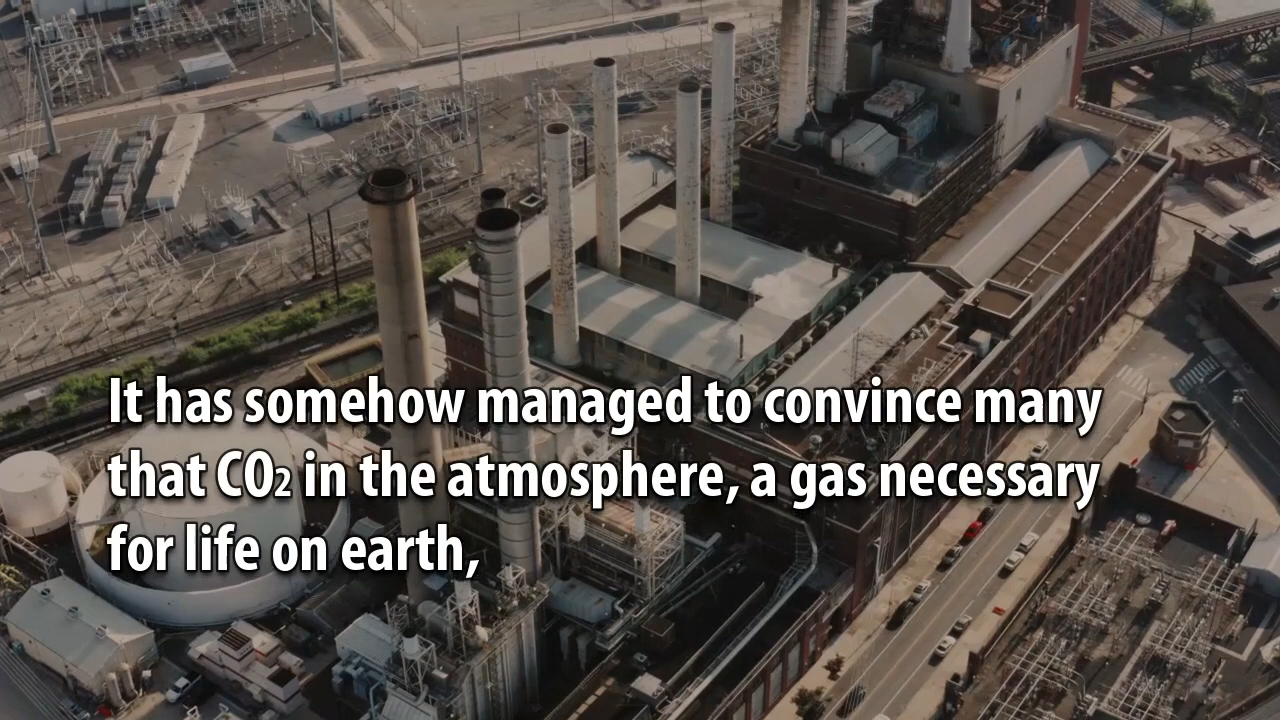 It has somehow managed to convince many
that CO₂ in the atmosphere, a gas necessary
for life on earth,